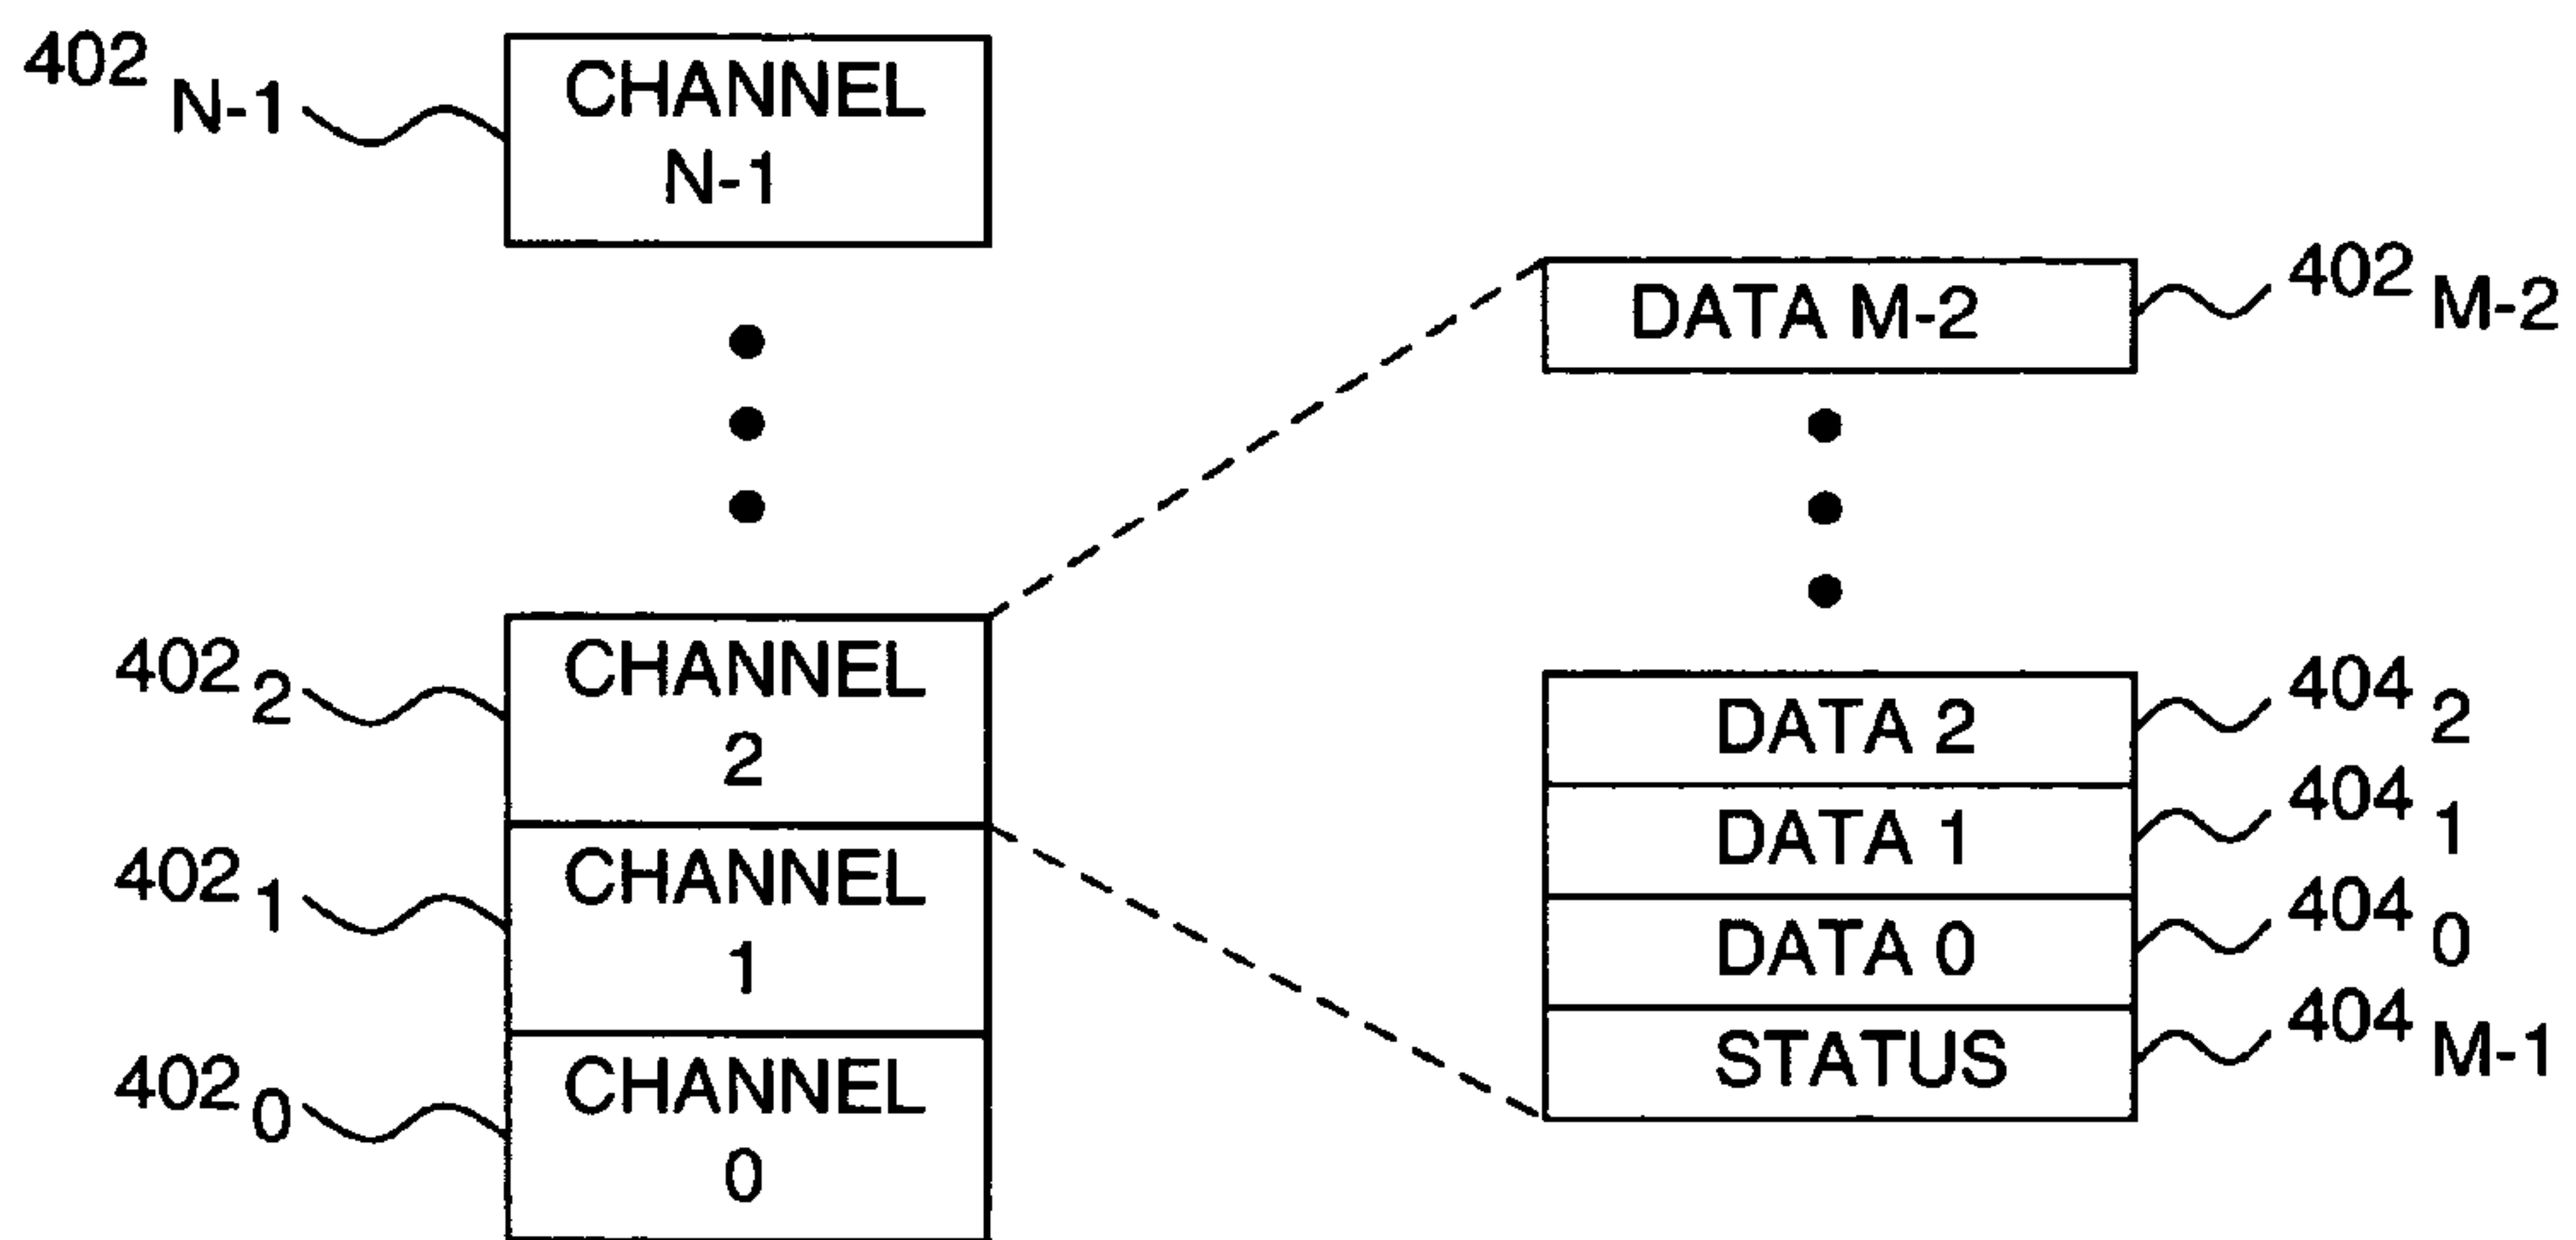 402 N-1
CHANNEL
N-1
DATA M-2
402 M-2
402 2
CHANNEL
2
402 1
CHANNEL
1
402 0
CHANNEL
0
DATA 2
404 2
DATA 1
404 1
DATA 0
404 0
STATUS
404 M-1